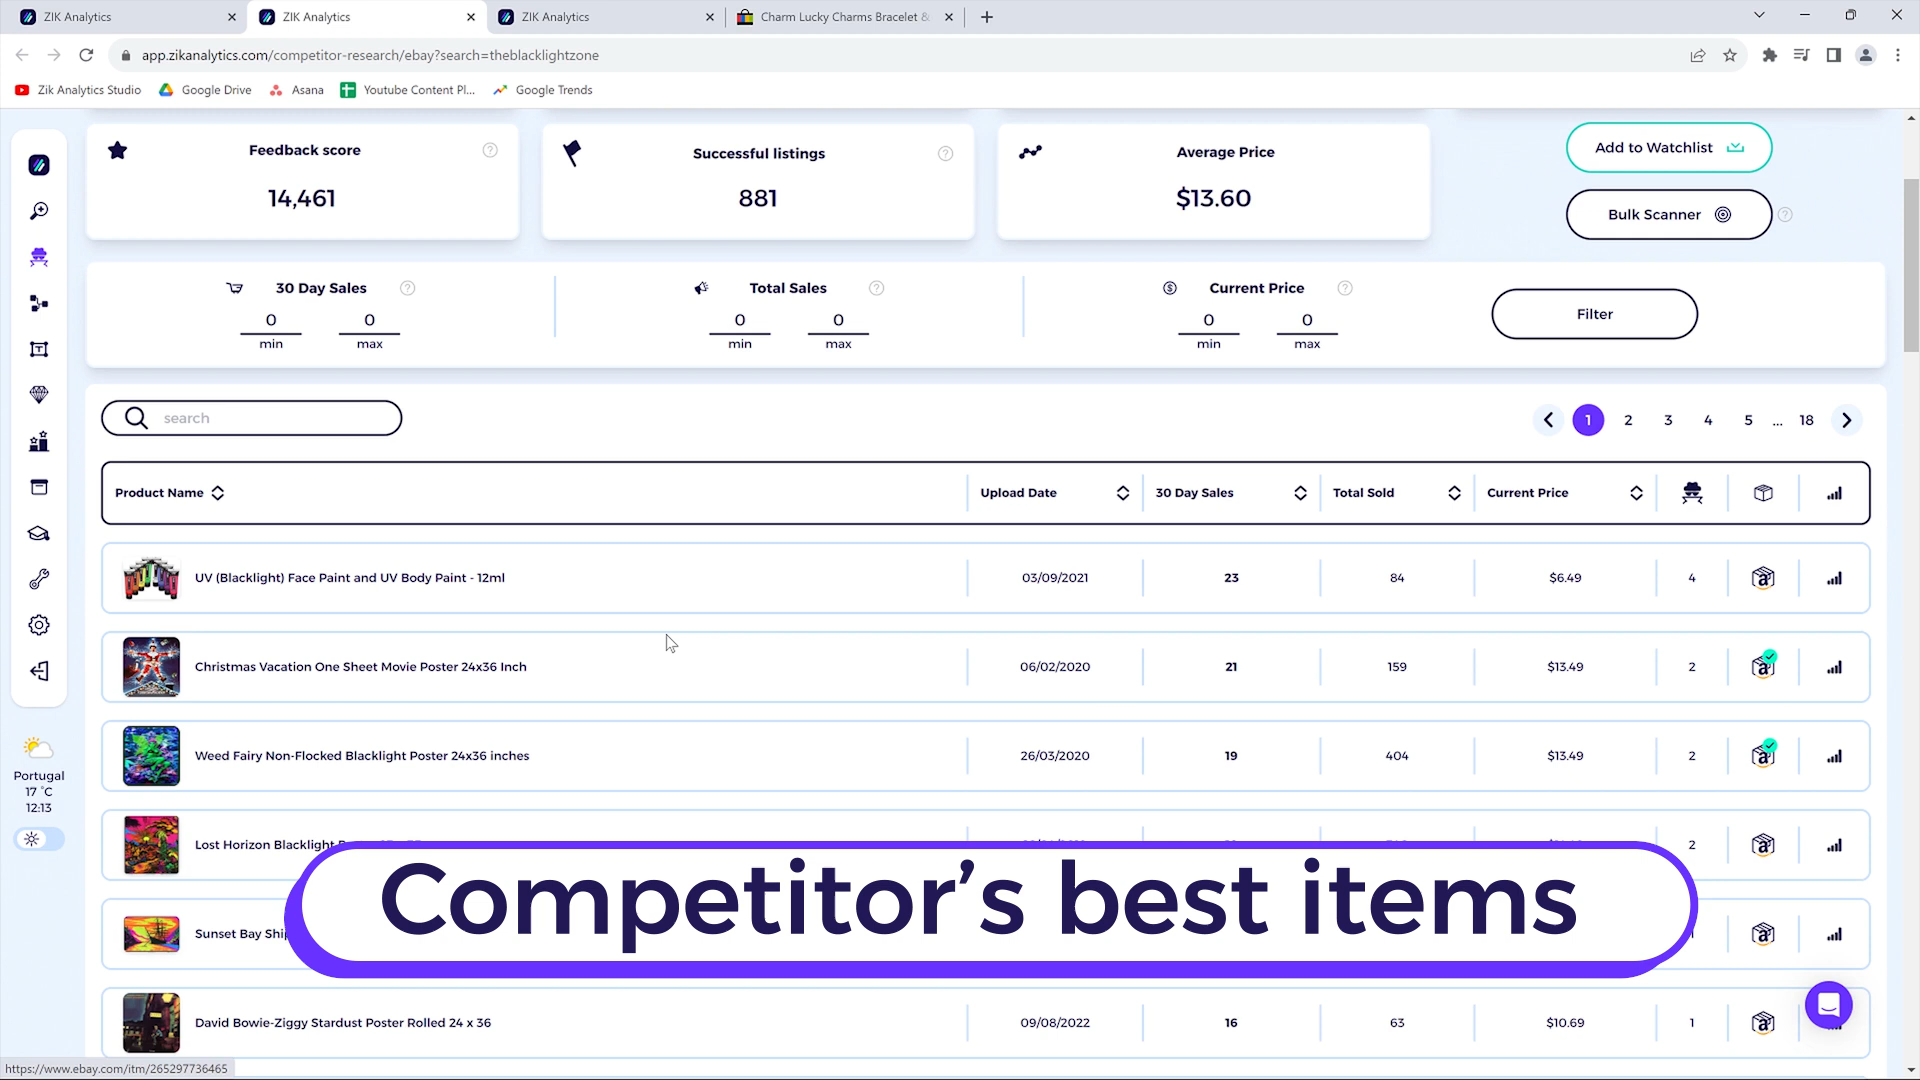 ZIK Analytics
ZIK Analytics
ZIK Analytics
Charm Lucky Charms Bracelet &
app.zikanalytics.com/competitor-research/ebay?search=theblacklightzone
Zik Analytics Studio
Google Drive
Asana
Youtube Content Pl...
Google Trends
Feedback score
14,461
Successful listings
881
Average Price
$13.60
Add to Watchlist
Bulk Scanner
30 Day Sales
0 0
min max
Total Sales
0 0
min max
Current Price
0 0
min max
Filter
search
1 2 3 4 5 ... 18
Product Name Upload Date 30 Day Sales Total Sold Current Price
UV (Blacklight) Face Paint and UV Body Paint - 12ml 03/09/2021 23 84 $6.49 4
Christmas Vacation One Sheet Movie Poster 24x36 Inch 06/02/2020 21 159 $13.49 2
Weed Fairy Non-Flocked Blacklight Poster 24x36 inches 26/03/2020 19 404 $13.49 2
Lost Horizon Blacklight 2
Sunset Bay
David Bowie-Ziggy Stardust Poster Rolled 24 x 36 09/08/2022 16 63 $10.69 1
Competitor's best items
Portugal
17 °C
12:13
https://www.ebay.com/itm/265297736465